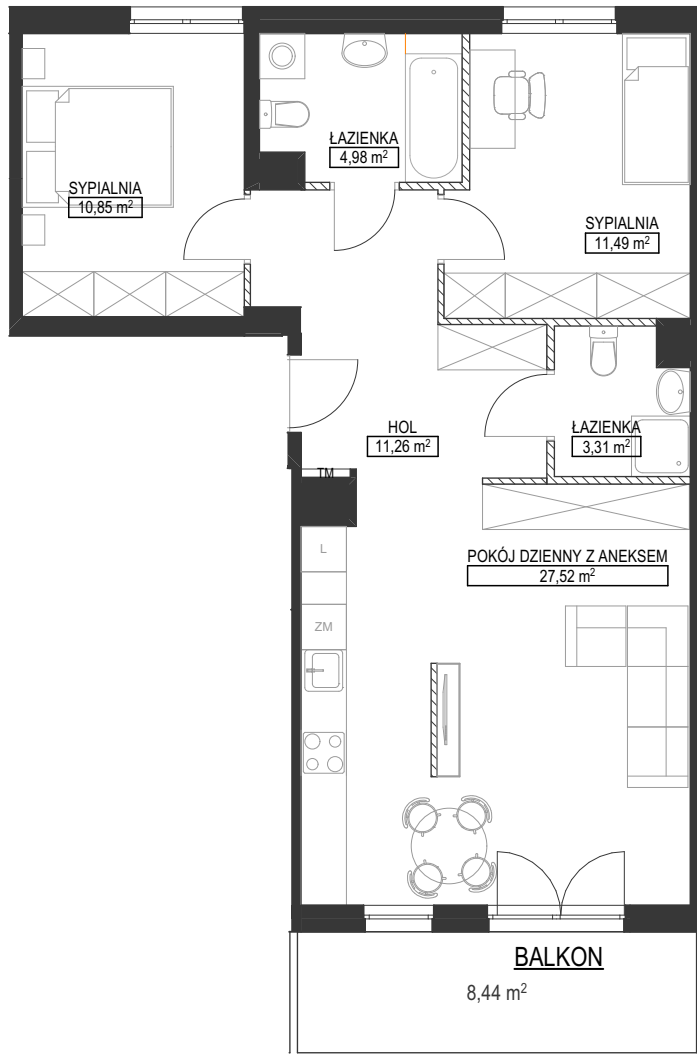 ŁAZIENKA
4,98 m²
SYPIALNIA
10,85 m²
SYPIALNIA
11,49 m²
HOL
11,26 m²
ŁAZIENKA
3,31 m²
TM
L
POKÓJ DZIENNY Z ANEKSEM
27,52 m²
ZM
BALKON
8,44 m²